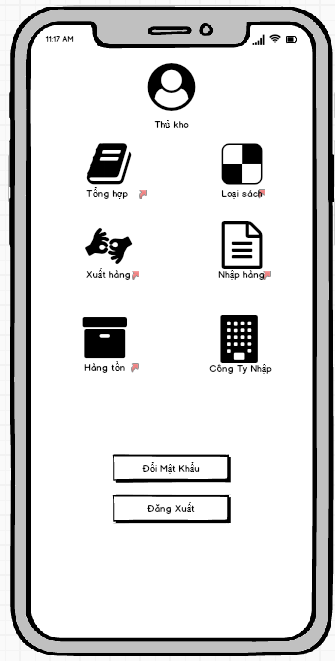 11:17 AM
Thủ kho
Tổng hợp
Loại sách
Xuất hàng
Nhập hàng
Hàng tồn
Công Ty Nhập
Đổi Mật Khẩu
Đăng Xuất